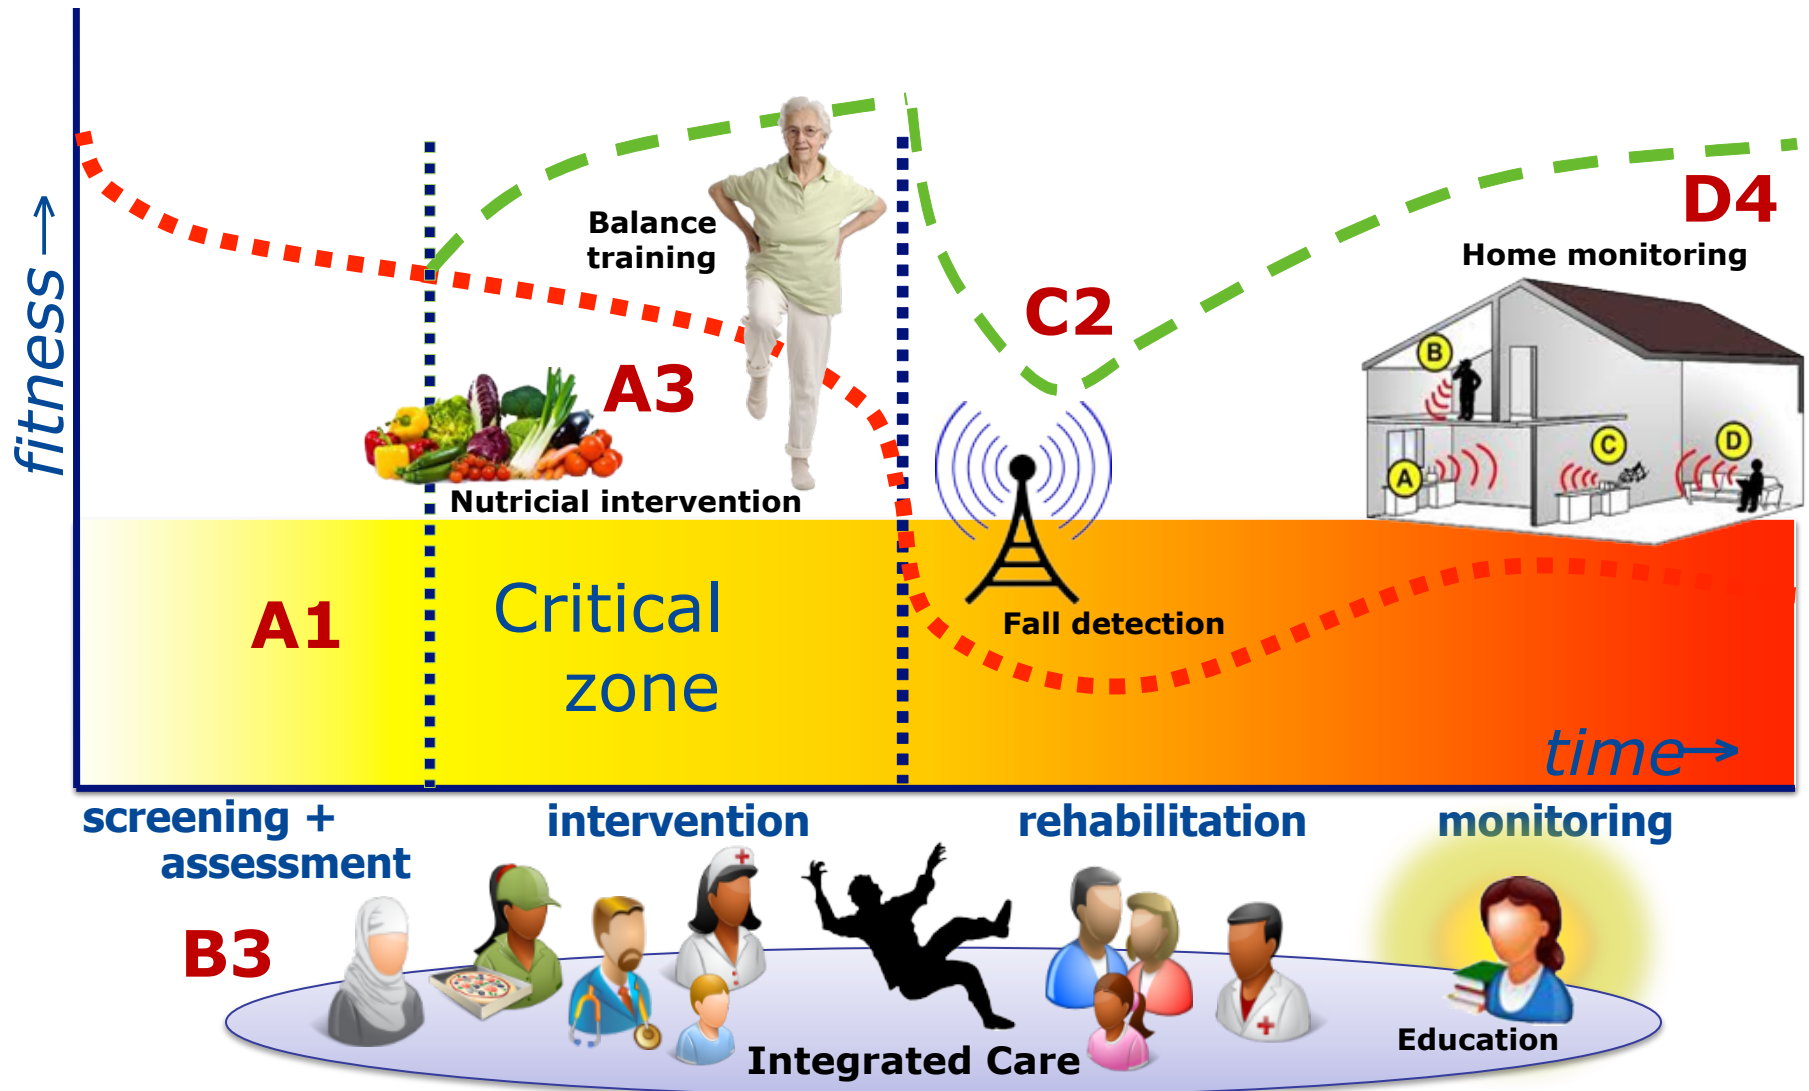 fitness→
Balance
training
A3
Nutricial intervention
C2
D4
Home monitoring
B
A
C
D
A1
Critical
zone
Fall detection
time→
screening +
assessment
intervention
rehabilitation
monitoring
B3
Integrated Care
Education